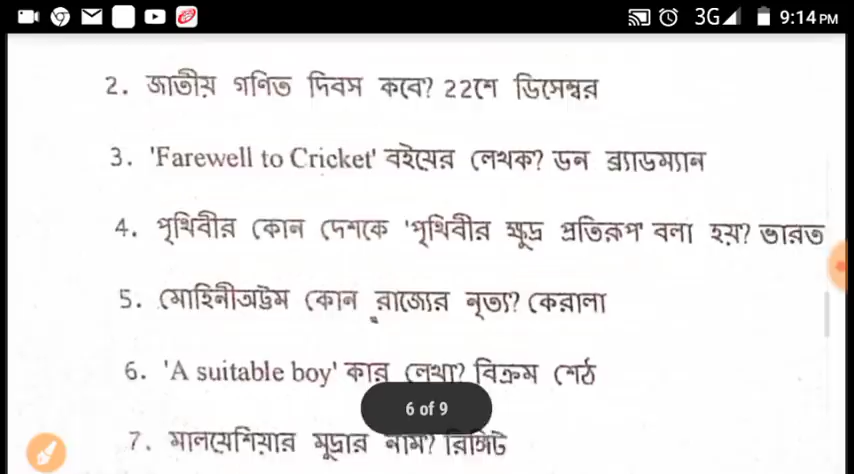 3G 9:14 PM
2. জাতীয় গণিত দিবস কবে? 22শে ডিসেম্বর
3. 'Farewell to Cricket' বইয়ের লেখক? ডন ব্র্যাডম্যান
4. পৃথিবীর কোন দেশকে 'পৃথিবীর ক্ষুদ্র প্রতিরূপ' বলা হয়? ভারত
5. মোহিনীঅট্টম কোন রাজ্যের নৃত্য? কেরালা
6. 'A suitable boy' কার লেখা? বিক্রম শেঠ
6 of 9
7. মালয়েশিয়ার মুদ্রার নাম? রিঙ্গিট